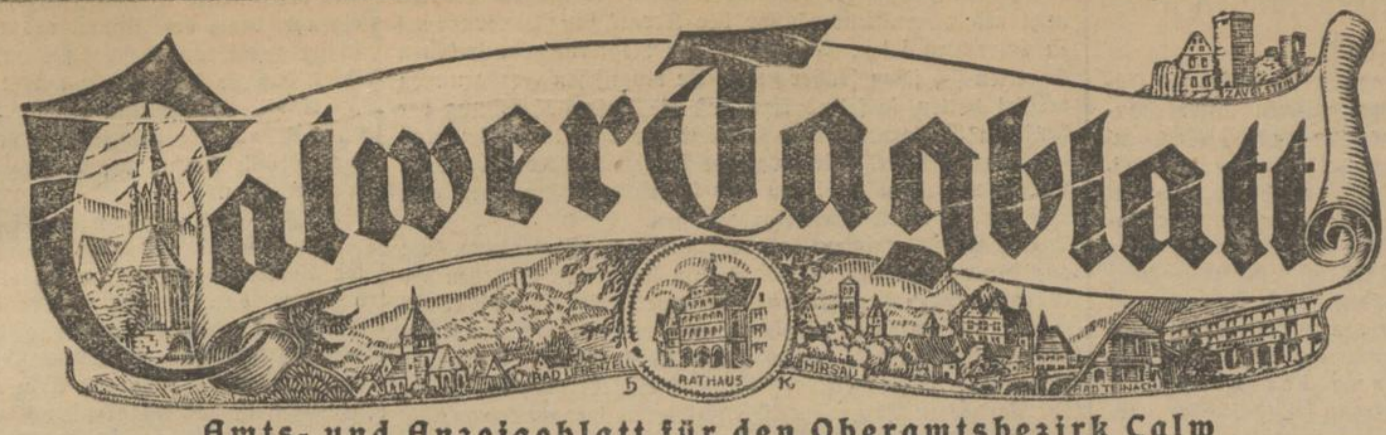 Calwer Tagblatt
ZAVELSTEIN
BAD LIEBENZELL
RATHAUS
HIRSAU
BAD TEINACH
H K
Amts- und Anzeigeblatt für den Oberamtsbezirk Calw